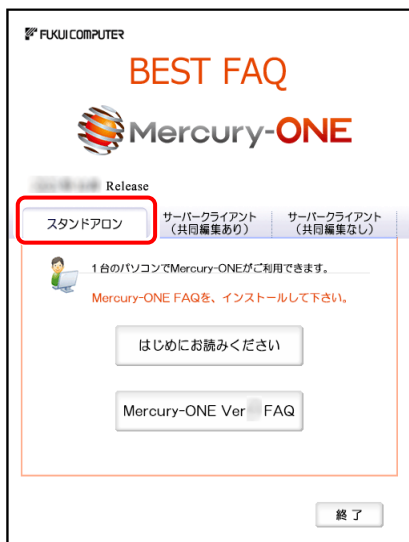 FUKUI COMPUTER
BEST FAQ
Mercury-ONE
Release
スタンドアロン
サーバークライアント
（共同編集あり）
サーバークライアント
（共同編集なし）
1台のパソコンでMercury-ONEがご利用できます。
Mercury-ONE FAQを、インストールして下さい。
はじめにお読みください
Mercury-ONE Ver FAQ
終了